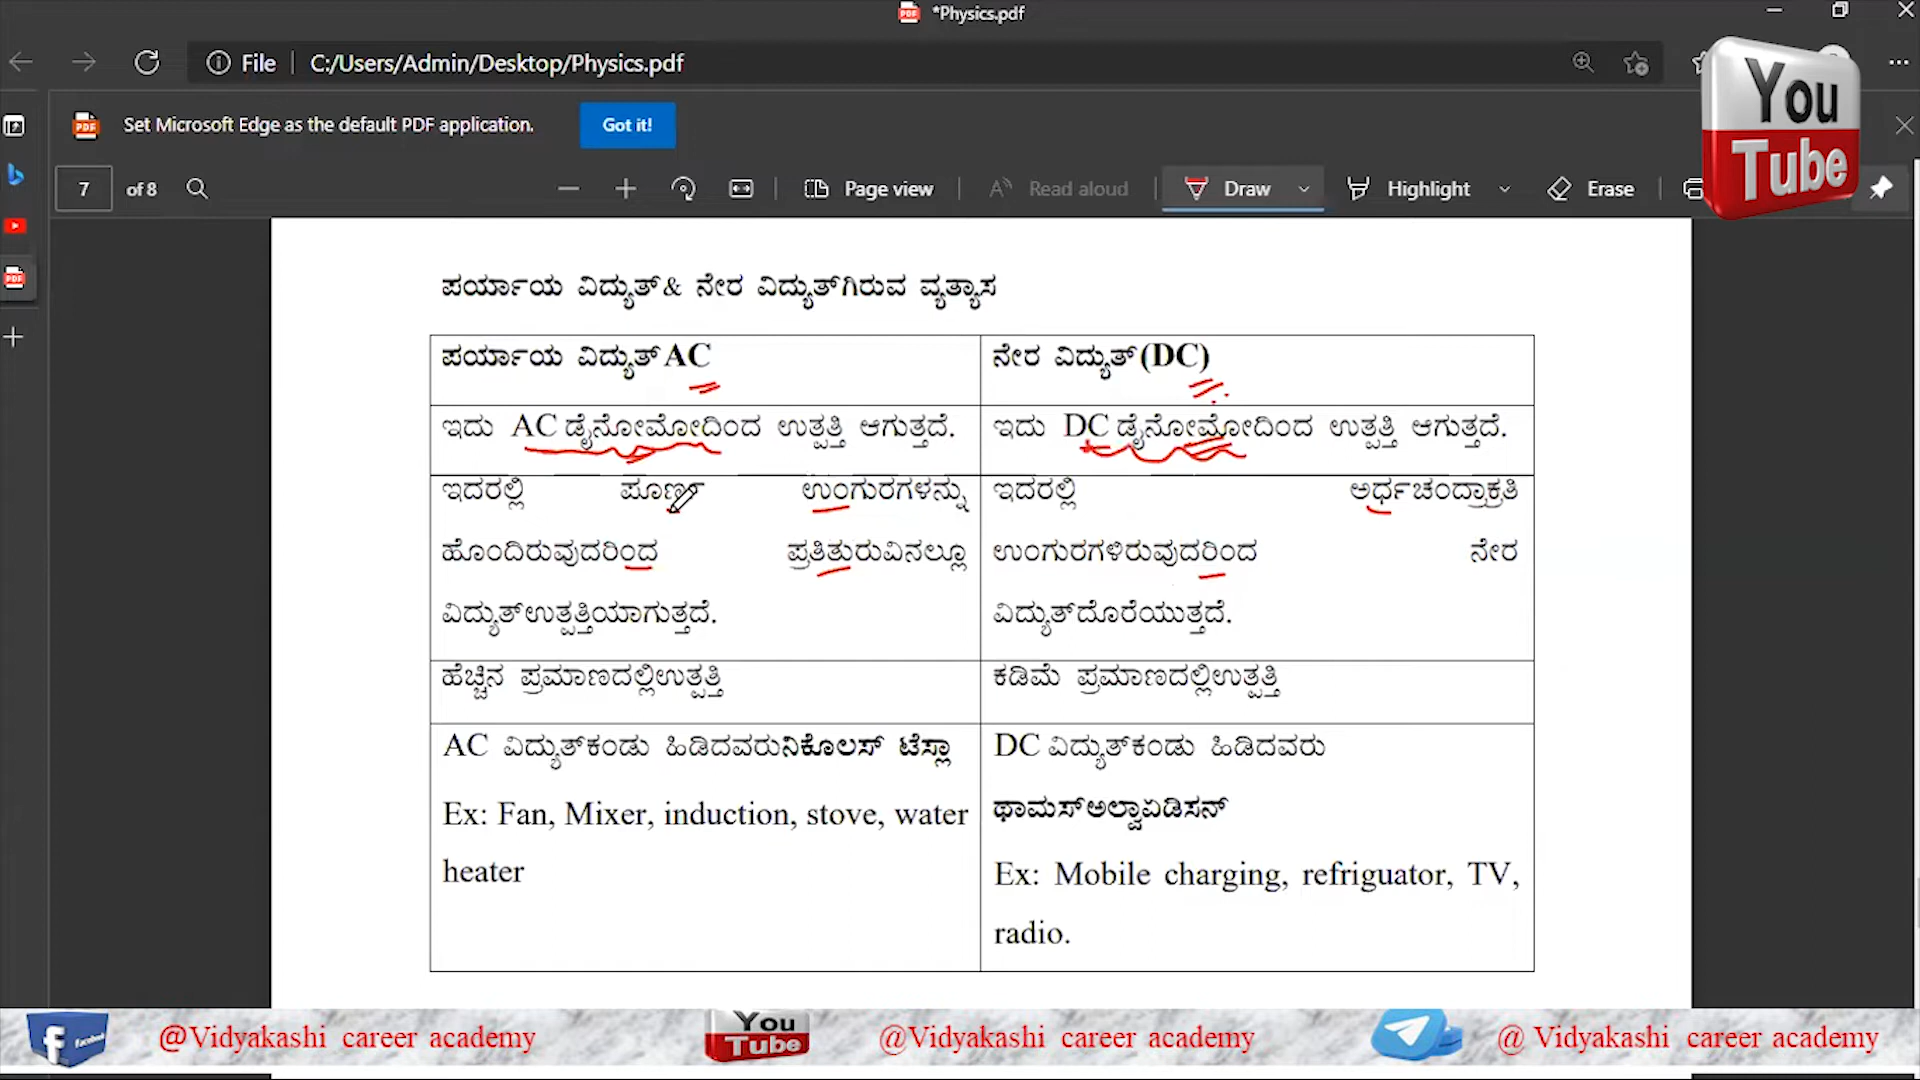 *Physics.pdf
File C:/Users/Admin/Desktop/Physics.pdf
Set Microsoft Edge as the default PDF application. Got it!
7 of 8 Page view Read aloud Draw Highlight Erase
You
Tube
ಪರ್ಯಾಯ ವಿದ್ಯುತ್& ನೇರ ವಿದ್ಯುತ್‌ಗಿರುವ ವ್ಯತ್ಯಾಸ
ಪರ್ಯಾಯ ವಿದ್ಯುತ್AC
ನೇರ ವಿದ್ಯುತ್(DC)
ಇದು AC ಡೈನೋಮೋದಿಂದ ಉತ್ಪತ್ತಿ ಆಗುತ್ತದೆ.
ಇದು DC ಡೈನೋಮೋದಿಂದ ಉತ್ಪತ್ತಿ ಆಗುತ್ತದೆ.
ಇದರಲ್ಲಿ ಪೂರ್ಣ ಉಂಗುರಗಳನ್ನು
ಹೊಂದಿರುವುದರಿಂದ ಪ್ರತಿತುರುವಿನಲ್ಲೂ
ವಿದ್ಯುತ್‌ಉತ್ಪತ್ತಿಯಾಗುತ್ತದೆ.
ಇದರಲ್ಲಿ ಅರ್ಧಚಂದ್ರಾಕ್ರತಿ
ಉಂಗುರಗಳಿರುವುದರಿಂದ ನೇರ
ವಿದ್ಯುತ್‌ದೊರೆಯುತ್ತದೆ.
ಹೆಚ್ಚಿನ ಪ್ರಮಾಣದಲ್ಲಿಉತ್ಪತ್ತಿ
ಕಡಿಮೆ ಪ್ರಮಾಣದಲ್ಲಿಉತ್ಪತ್ತಿ
AC ವಿದ್ಯುತ್‌ಕಂಡು ಹಿಡಿದವರುನಿಕೊಲಸ್ ಟೆಸ್ಲಾ
Ex: Fan, Mixer, induction, stove, water
heater
DC ವಿದ್ಯುತ್‌ಕಂಡು ಹಿಡಿದವರು
ಥಾಮಸ್‌ಅಲ್ವಾಏಡಿಸನ್
Ex: Mobile charging, refriguator, TV,
radio.
facebook @Vidyakashi career academy You Tube @Vidyakashi career academy @ Vidyakashi career academy